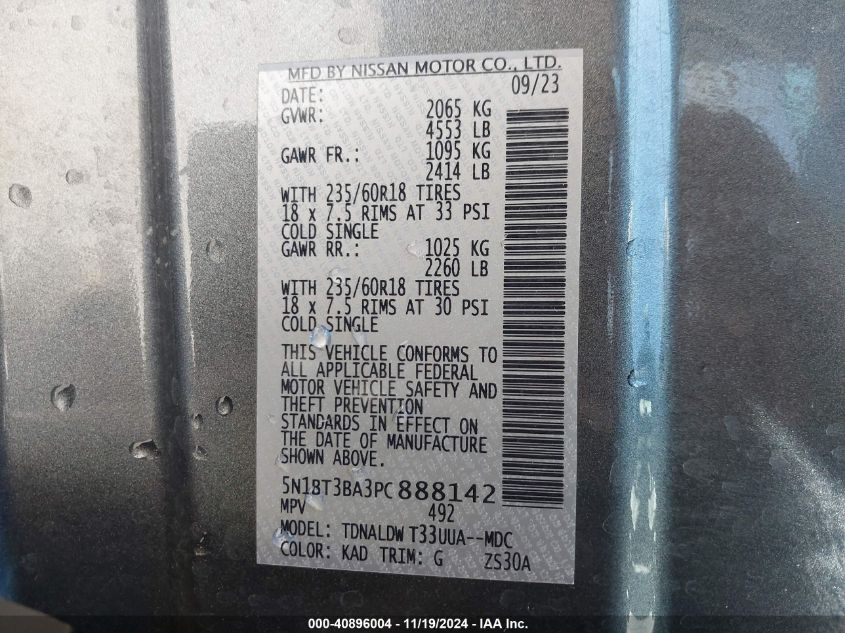 MFD BY NISSAN MOTOR CO., LTD.
DATE: 09/23
GVWR: 2065 KG
4553 LB
GAWR FR.: 1095 KG
2414 LB
WITH 235/60R18 TIRES
18 x 7.5 RIMS AT 33 PSI
COLD SINGLE
GAWR RR.: 1025 KG
2260 LB
WITH 235/60R18 TIRES
18 x 7.5 RIMS AT 30 PSI
COLD SINGLE
THIS VEHICLE CONFORMS TO
ALL APPLICABLE FEDERAL
MOTOR VEHICLE SAFETY AND
THEFT PREVENTION
STANDARDS IN EFFECT ON
THE DATE OF MANUFACTURE
SHOWN ABOVE.
5N1BT3BA3PC888142
MPV 492
MODEL: TDNALDW T33UUA--MDC
COLOR: KAD TRIM: G ZS30A
000-40896004 - 11/19/2024 - IAA Inc.